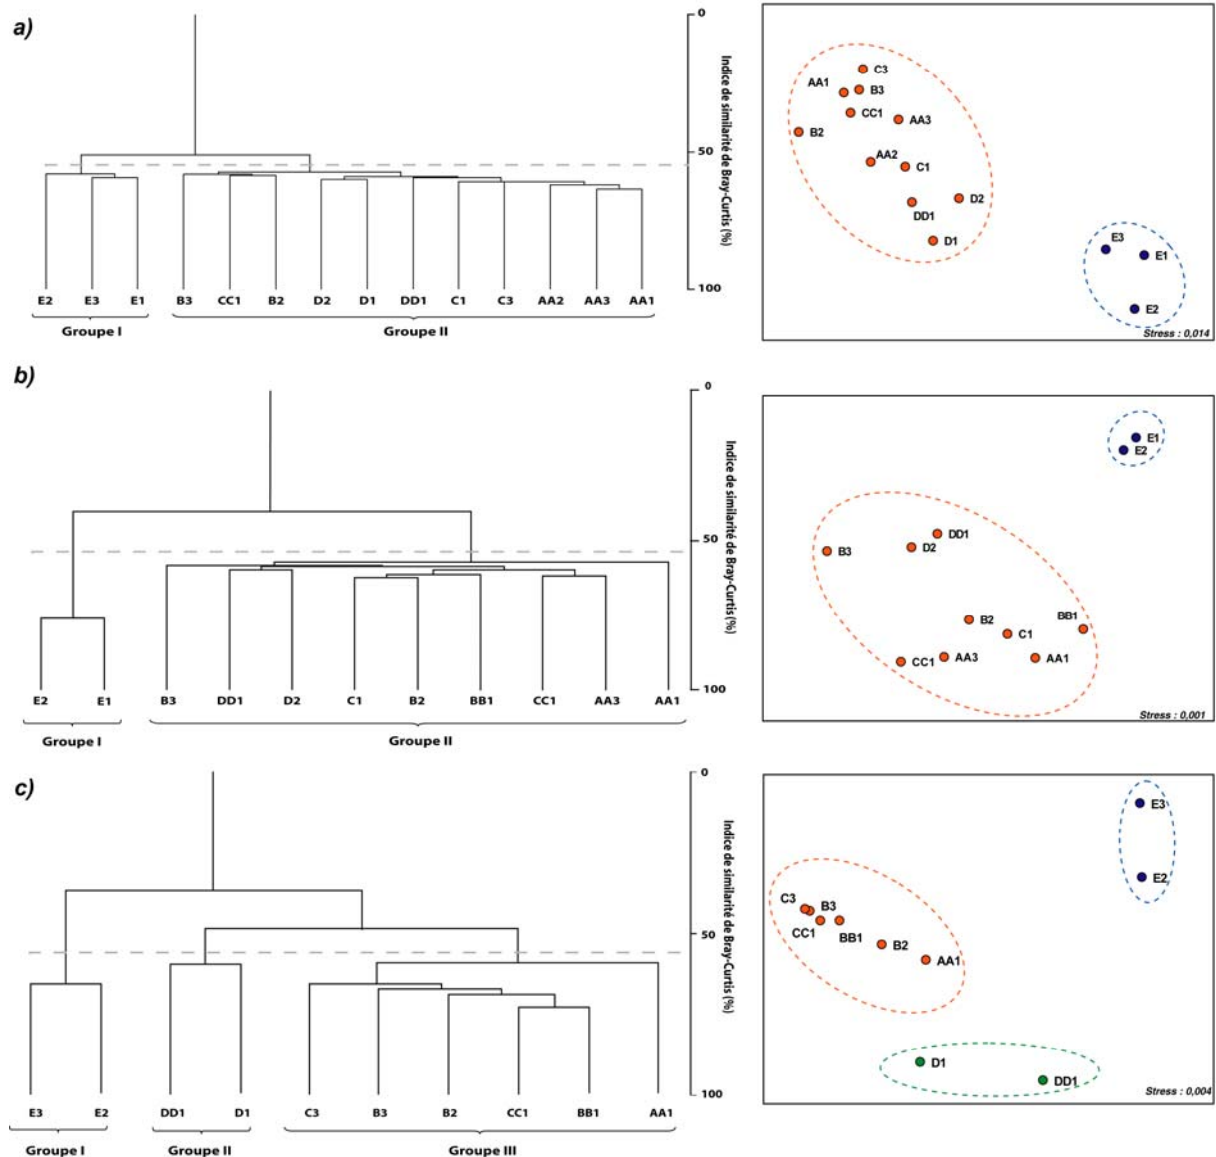 a)
0
50
100
Indice de similarité de Bray-Curtis (%)
E2 E3 E1 B3 CC1 B2 D2 D1 DD1 C1 C3 AA2 AA3 AA1
Groupe I Groupe II
C3
AA1 B3
CC1 AA3
B2
AA2 C1
D2
DD1
D1
E3
E1
E2
Stress : 0,014
b)
0
50
100
Indice de similarité de Bray-Curtis (%)
E2 E1 B3 DD1 D2 C1 B2 BB1 CC1 AA3 AA1
Groupe I Groupe II
E1
E2
DD1
B3 D2
BB1
B2
C1
CC1 AA3 AA1
Stress : 0,001
c)
0
50
100
Indice de similarité de Bray-Curtis (%)
E3 E2 DD1 D1 C3 B3 B2 CC1 BB1 AA1
Groupe I Groupe II Groupe III
E3
E2
C3 B3
CC1 BB1 B2
AA1
D1
DD1
Stress : 0,004